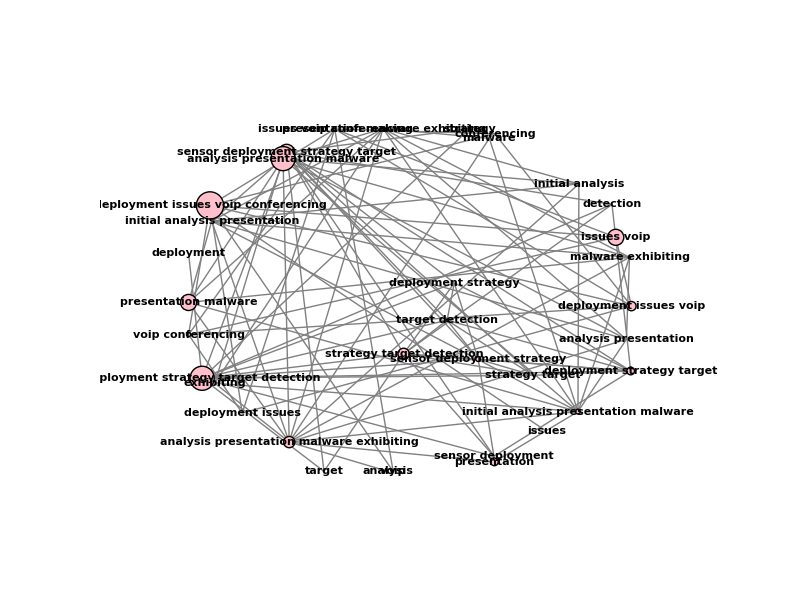 issues voip conferencing
presentation malware exhibiting
strategy
conferencing
malware
sensor deployment strategy target
analysis presentation malware
initial analysis
detection
deployment issues voip conferencing
initial analysis presentation
issues voip
deployment
malware exhibiting
deployment strategy
presentation malware
deployment issues voip
target detection
voip conferencing
analysis presentation
strategy target detection
sensor deployment strategy
deployment strategy target
strategy target
ployment strategy target detection
exhibiting
deployment issues
initial analysis presentation malware
issues
analysis presentation malware exhibiting
sensor deployment
presentation
target
analysis
voip